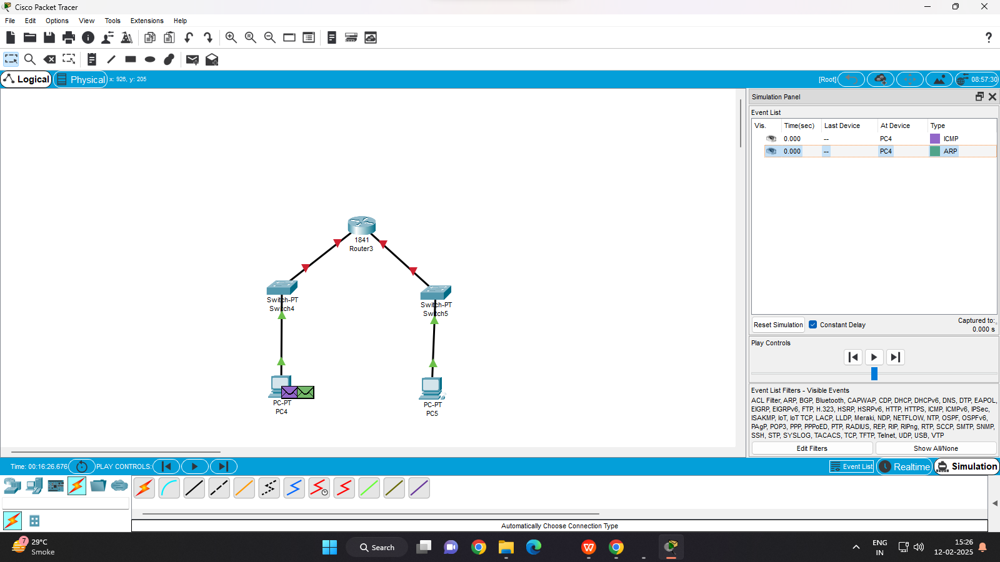 Cisco Packet Tracer
File Edit Options View Tools Extensions Help
Logical Physical x: 926, y: 205 [Root] 08:57:30
Simulation Panel
Event List
Vis. Time(sec) Last Device At Device Type
0.000 -- PC4 ICMP
0.000 -- PC4 ARP
1841
Router3
Switch-PT
Switch4
Switch-PT
Switch5
PC-PT
PC4
PC-PT
PC5
Reset Simulation Constant Delay Captured to:
0.000 s
Play Controls
Event List Filters - Visible Events
ACL Filter, ARP, BGP, Bluetooth, CAPWAP, CDP, DHCP, DHCPv6, DNS, DTP, EAPOL,
EIGRP, EIGRPv6, FTP, H.323, HSRP, HSRPv6, HTTP, HTTPS, ICMP, ICMPv6, IPSec,
ISAKMP, IoT, IoT TCP, LACP, LLDP, Meraki, NDP, NETFLOW, NTP, OSPF, OSPFv6,
PAgP, POP3, PPP, PPPoED, PTP, RADIUS, REP, RIP, RIPng, RTP, SCCP, SMTP, SNMP,
SSH, STP, SYSLOG, TACACS, TCP, TFTP, Telnet, UDP, USB, VTP
Edit Filters Show All/None
Time: 00:16:26.676 PLAY CONTROLS: Event List Realtime Simulation
Automatically Choose Connection Type
7 29°C
Smoke
Search
ENG
IN
15:26
12-02-2025